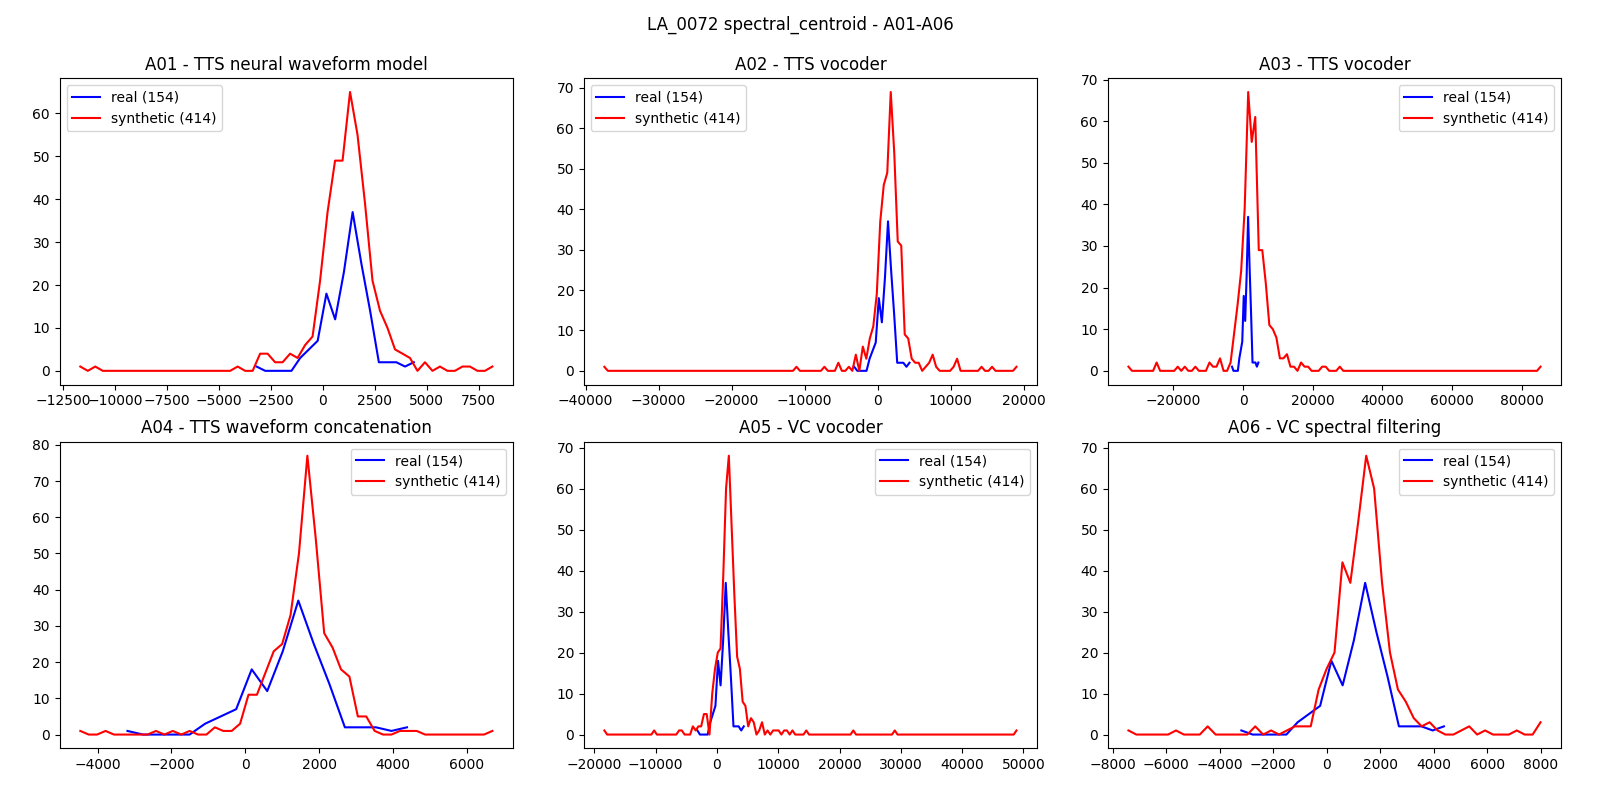 LA_0072 spectral_centroid - A01-A06
A01 - TTS neural waveform model
real (154)
synthetic (414)
60
50
40
30
20
10
0
−12500 −10000 −7500 −5000 −2500 0 2500 5000 7500
A02 - TTS vocoder
real (154)
synthetic (414)
70
60
50
40
30
20
10
0
−40000 −30000 −20000 −10000 0 10000 20000
A03 - TTS vocoder
real (154)
synthetic (414)
70
60
50
40
30
20
10
0
−20000 0 20000 40000 60000 80000
A04 - TTS waveform concatenation
real (154)
synthetic (414)
80
70
60
50
40
30
20
10
0
−4000 −2000 0 2000 4000 6000
A05 - VC vocoder
real (154)
synthetic (414)
70
60
50
40
30
20
10
0
−20000 −10000 0 10000 20000 30000 40000 50000
A06 - VC spectral filtering
real (154)
synthetic (414)
70
60
50
40
30
20
10
0
−8000 −6000 −4000 −2000 0 2000 4000 6000 8000